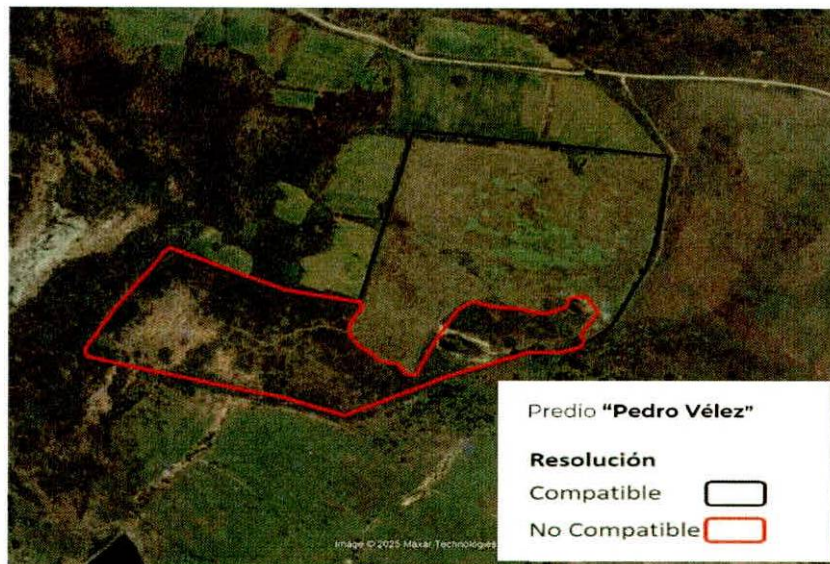 Predio "Pedro Vélez"
Resolución
Compatible
No Compatible
Image © 2025 Maxar Technologies